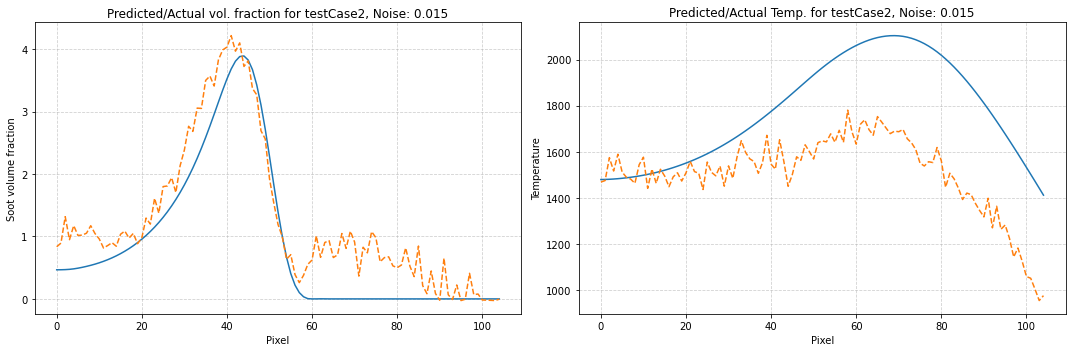 Predicted/Actual vol. fraction for testCase2, Noise: 0.015
Soot volume fraction
4
3
2
1
0
0 20 40 60 80 100
Pixel
Predicted/Actual Temp. for testCase2, Noise: 0.015
Temperature
2000
1800
1600
1400
1200
1000
0 20 40 60 80 100
Pixel